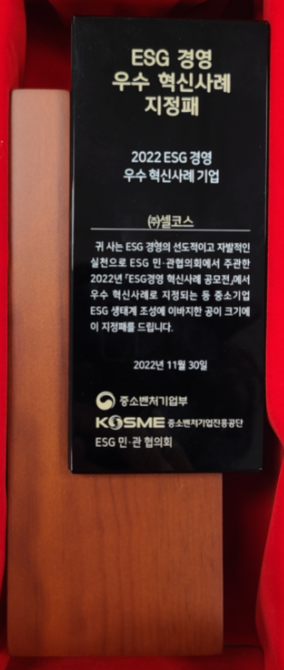 ESG 경영
우수 혁신사례
지정패
2022 ESG 경영
우수 혁신사례 기업
㈜셀코스
귀 사는 ESG 경영의 선도적이고 자발적인
실천으로 ESG 민·관협의회에서 주관한
2022년 「ESG경영 혁신사례 공모전」에서
우수 혁신사례로 지정되는 등 중소기업
ESG 생태계 조성에 이바지한 공이 크기에
이 지정패를 드립니다.
2022년 11월 30일
중소벤처기업부
KOSME 중소벤처기업진흥공단
ESG 민·관 협의회